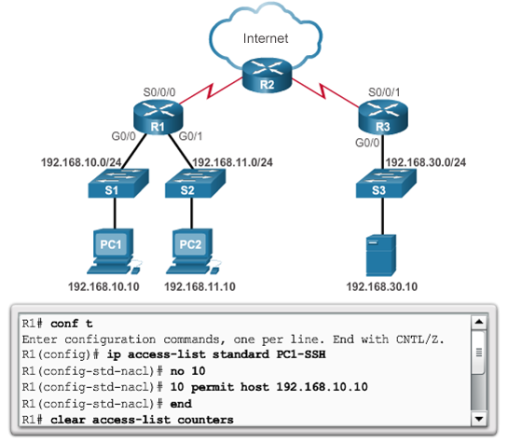 Internet
R2
S0/0/0
S0/0/1
R1
R3
G0/0
G0/1
G0/0
192.168.10.0/24
192.168.11.0/24
192.168.30.0/24
S1
S2
S3
PC1
PC2
192.168.10.10
192.168.11.10
192.168.30.10
R1# conf t
Enter configuration commands, one per line. End with CNTL/Z.
R1(config)# ip access-list standard PC1-SSH
R1(config-std-nacl)# no 10
R1(config-std-nacl)# 10 permit host 192.168.10.10
R1(config-std-nacl)# end
R1# clear access-list counters